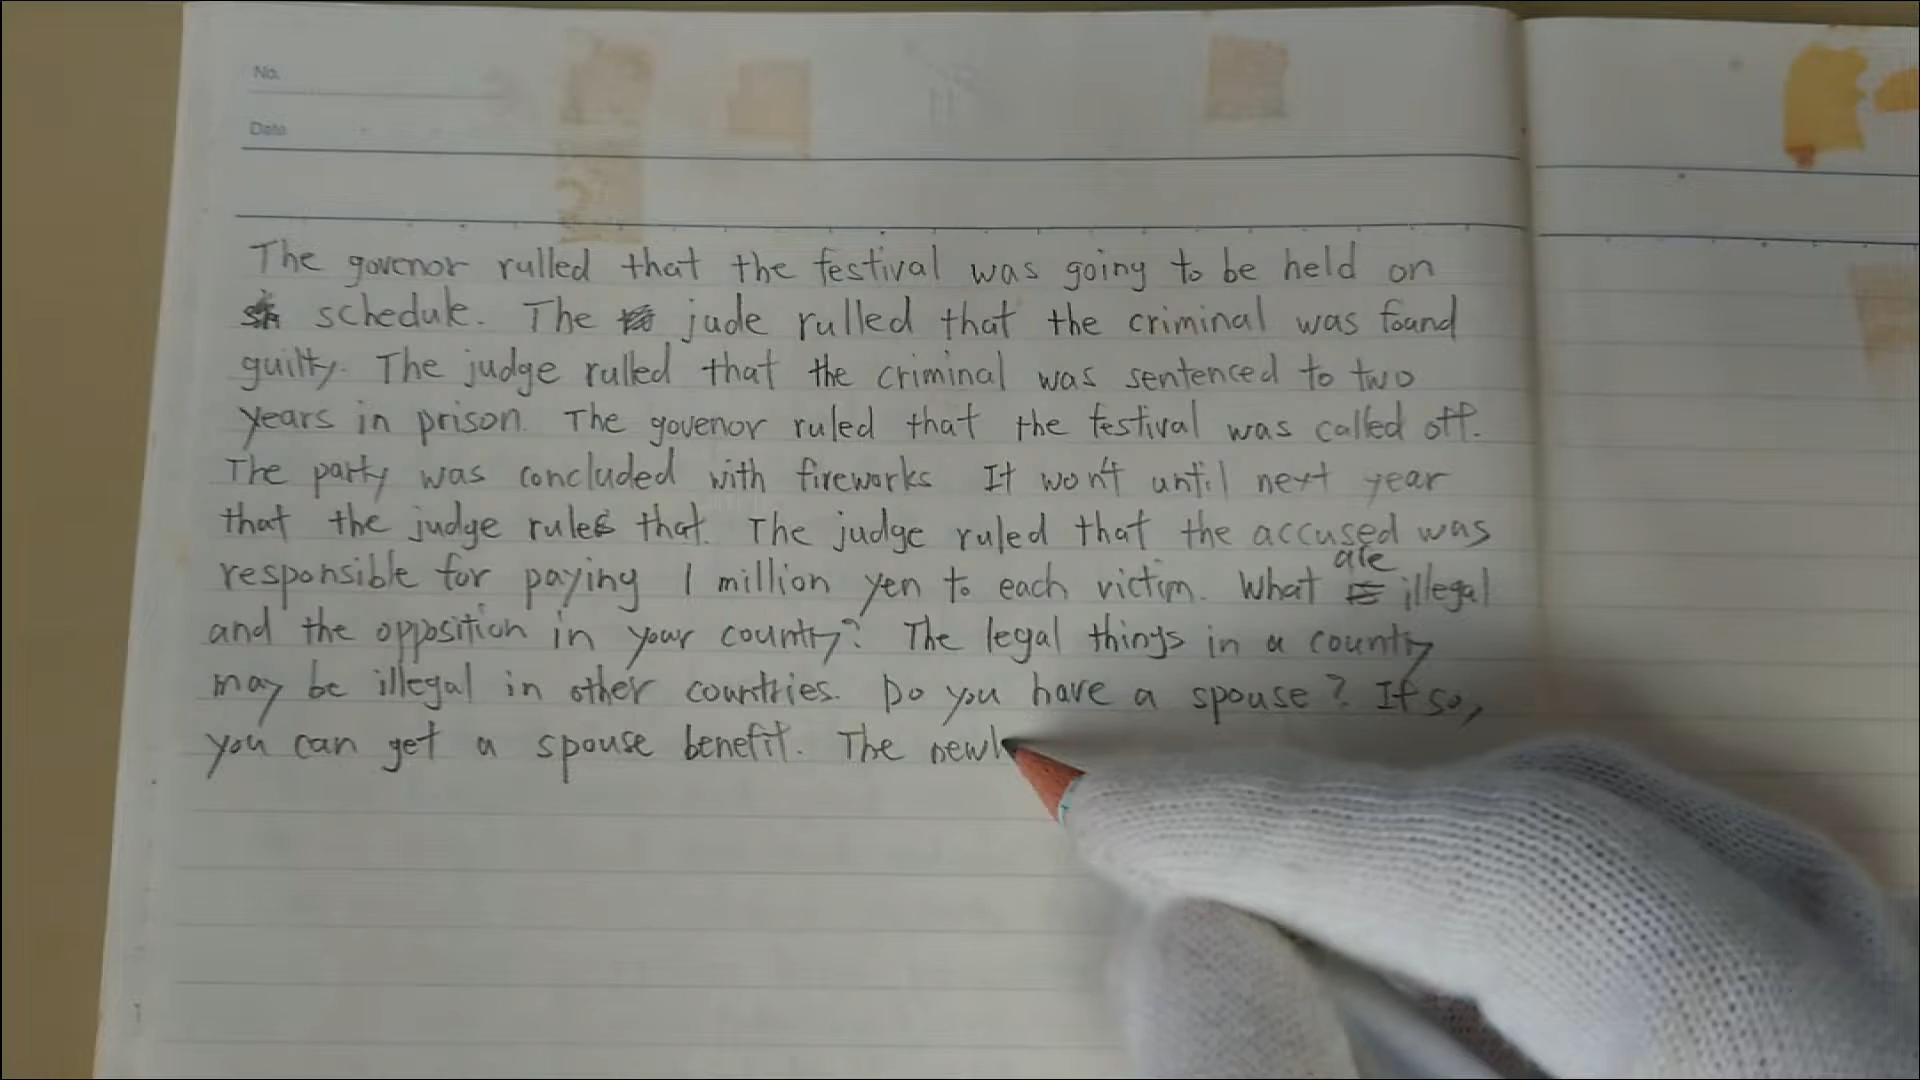 No.
Date
The govenor rulled that the festival was going to be held on
schedule. The jude rulled that the criminal was found
guilty. The judge rulled that the criminal was sentenced to two
years in prison. The govenor ruled that the festival was called off.
The party was concluded with fireworks It won't until next year
that the judge rules that. The judge ruled that the accused was
responsible for paying 1 million yen to each victim. What are illegal
and the opposition in your county? The legal things in a county
may be illegal in other countries. Do you have a spouse? If so,
you can get a spouse benefit. The newl